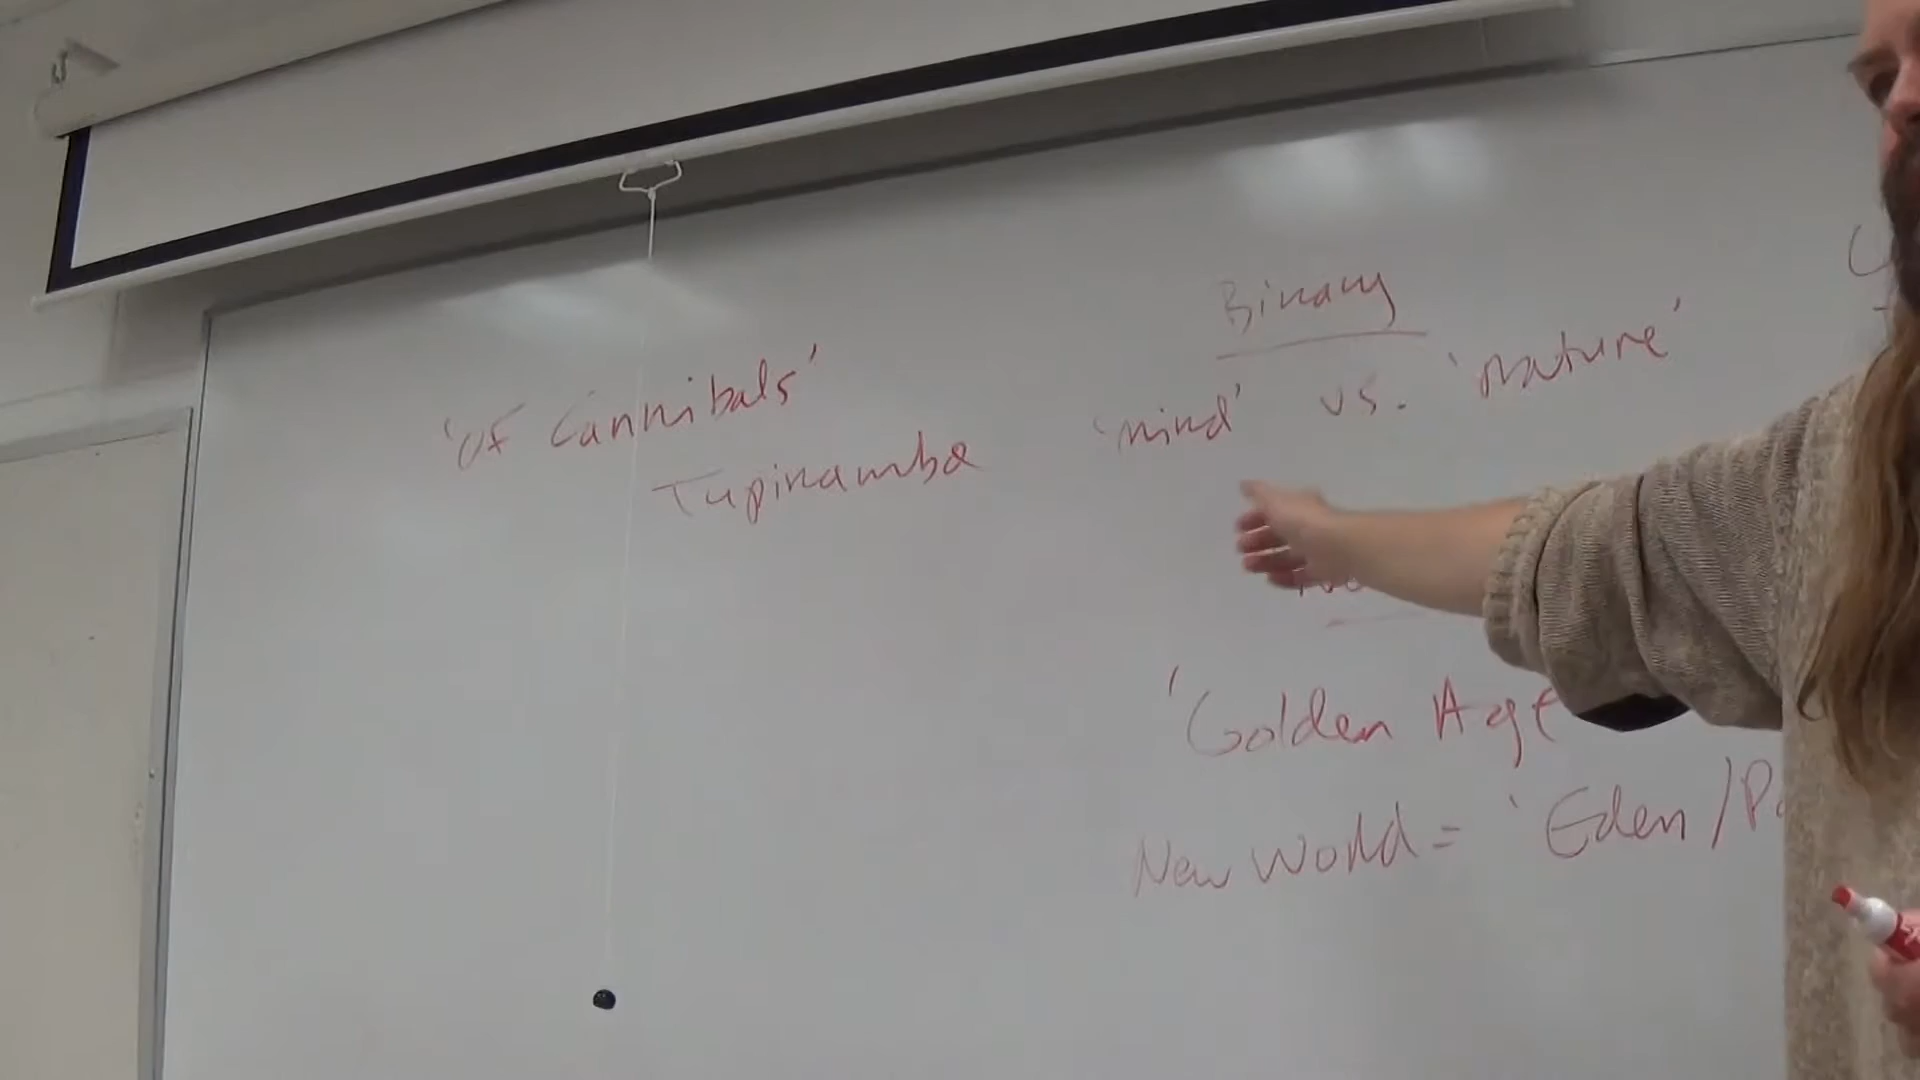 'Of Cannibals'
Tupinamba
Binary
'mind' vs. 'nature'
'Golden Age
New World = 'Eden /